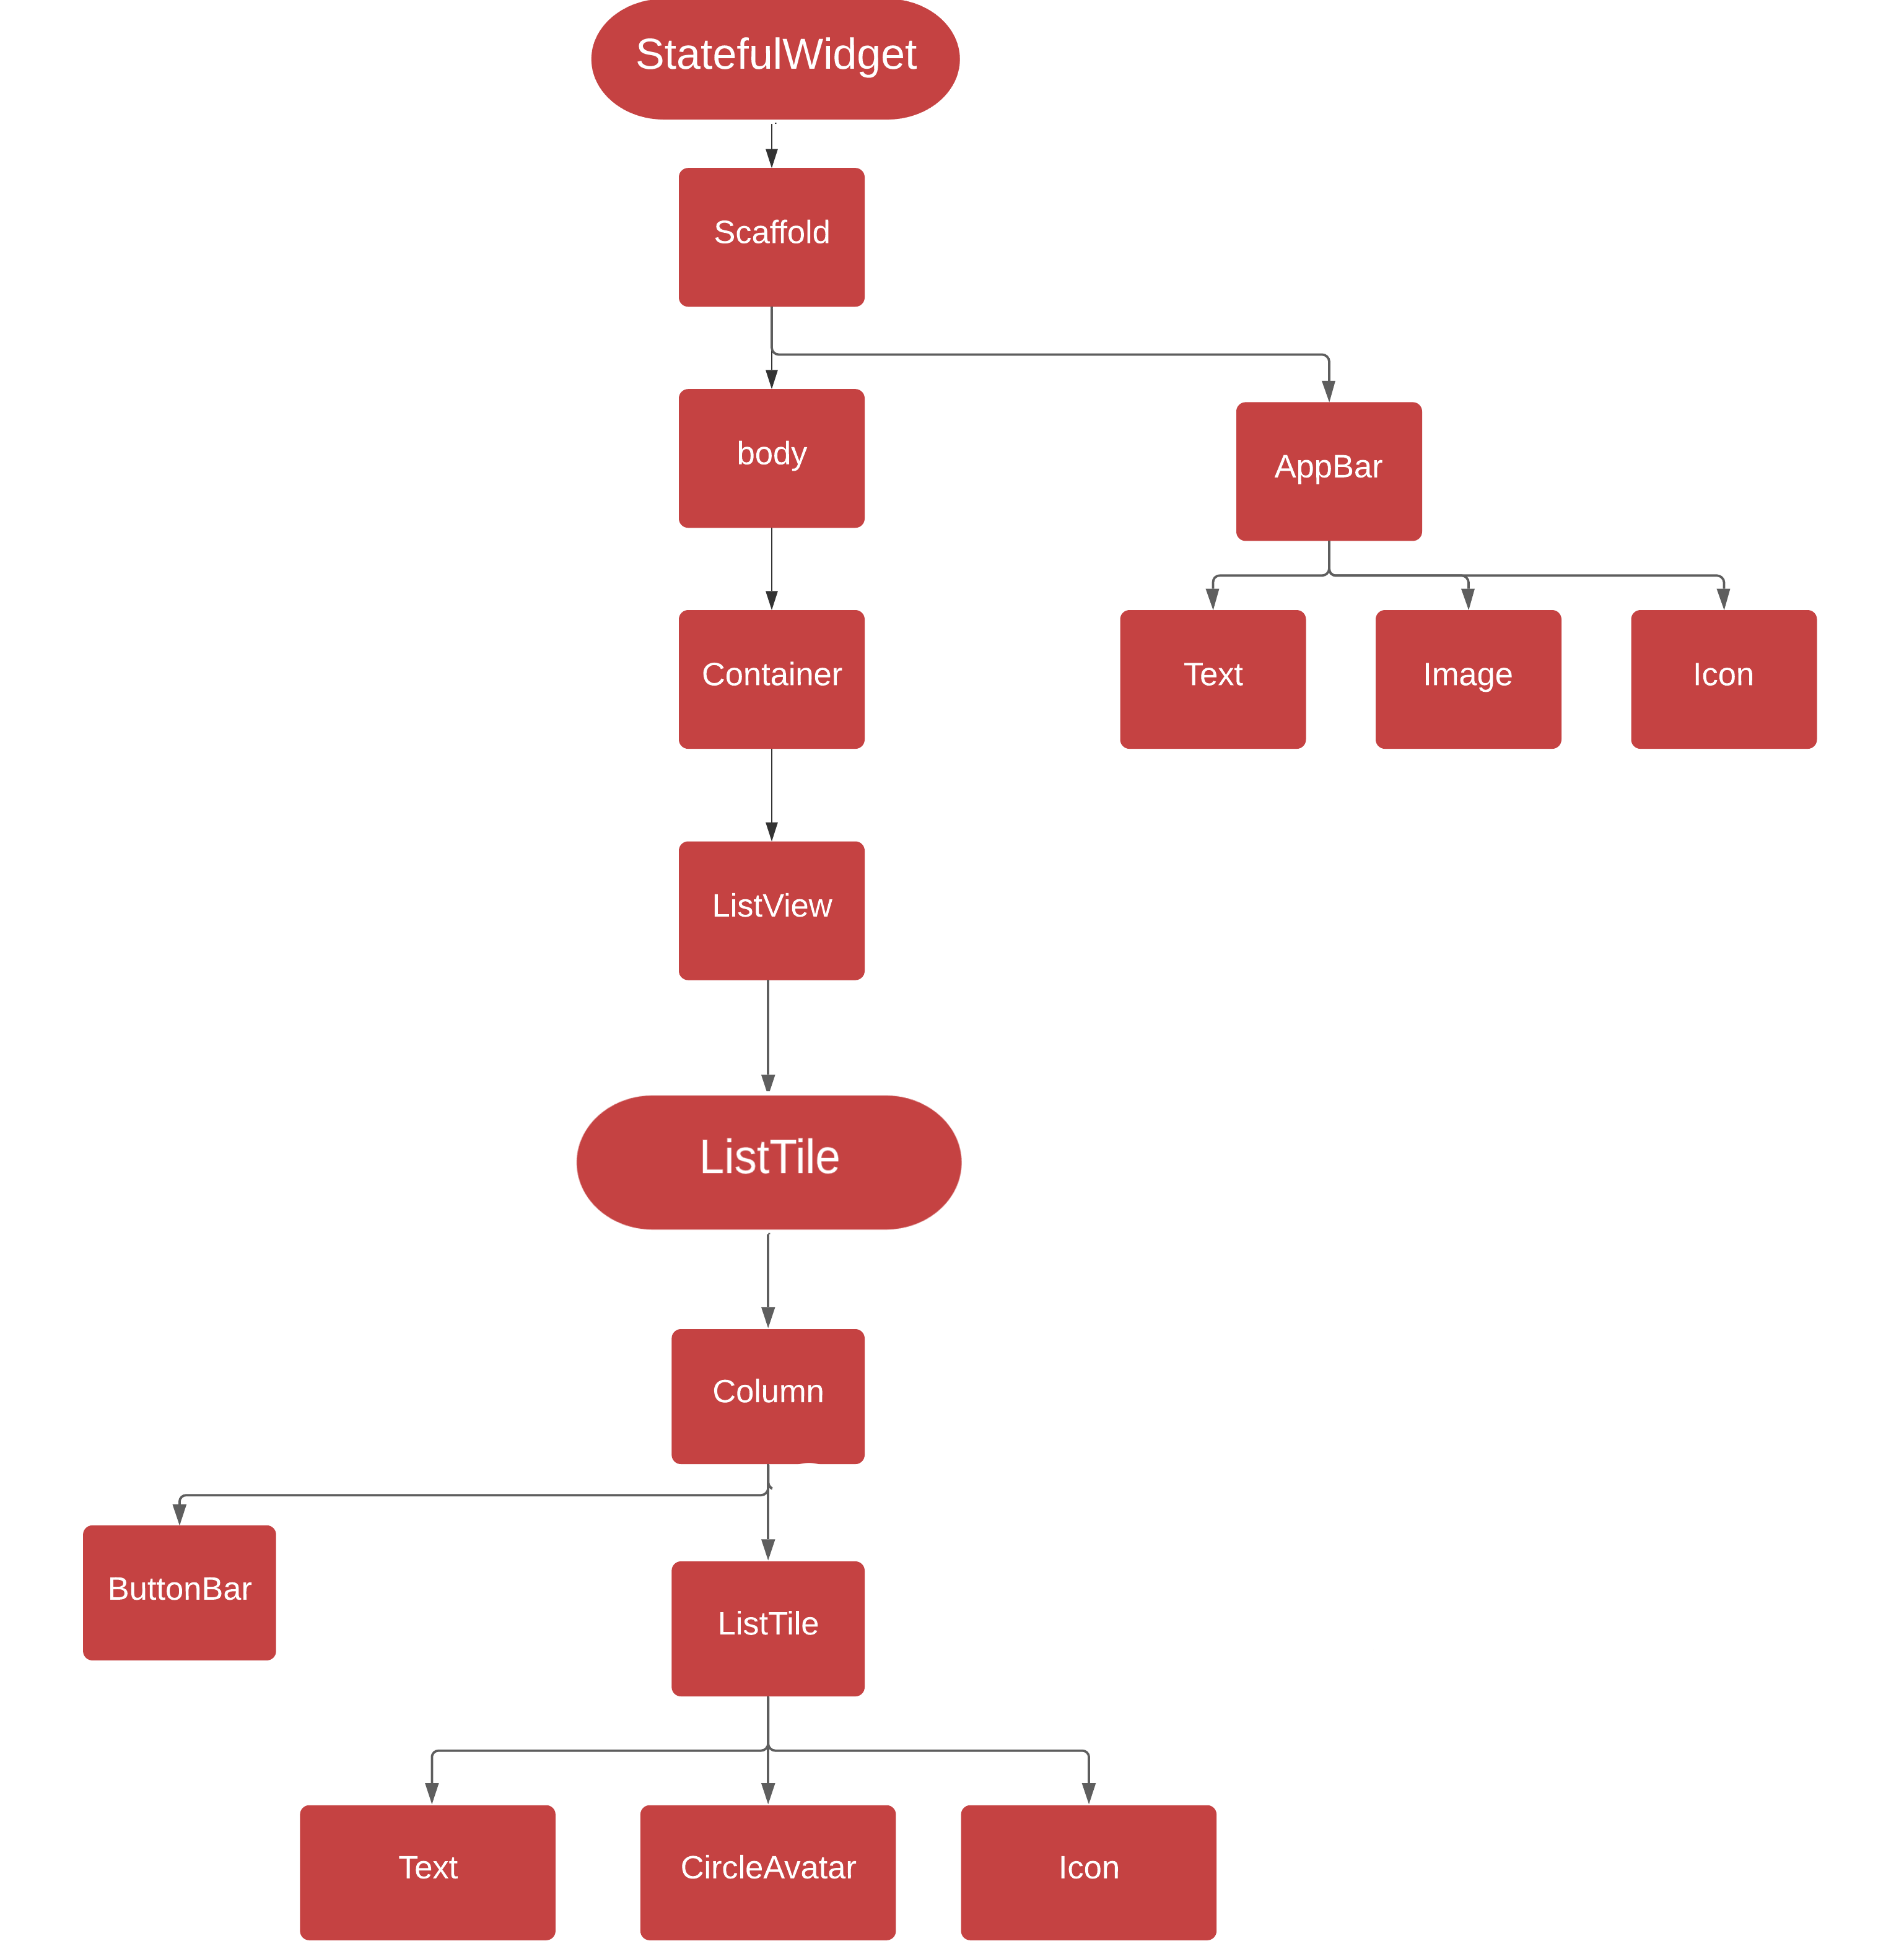 StatefulWidget
Scaffold
body
AppBar
Container
Text
Image
Icon
ListView
ListTile
Column
ButtonBar
ListTile
Text
CircleAvatar
Icon